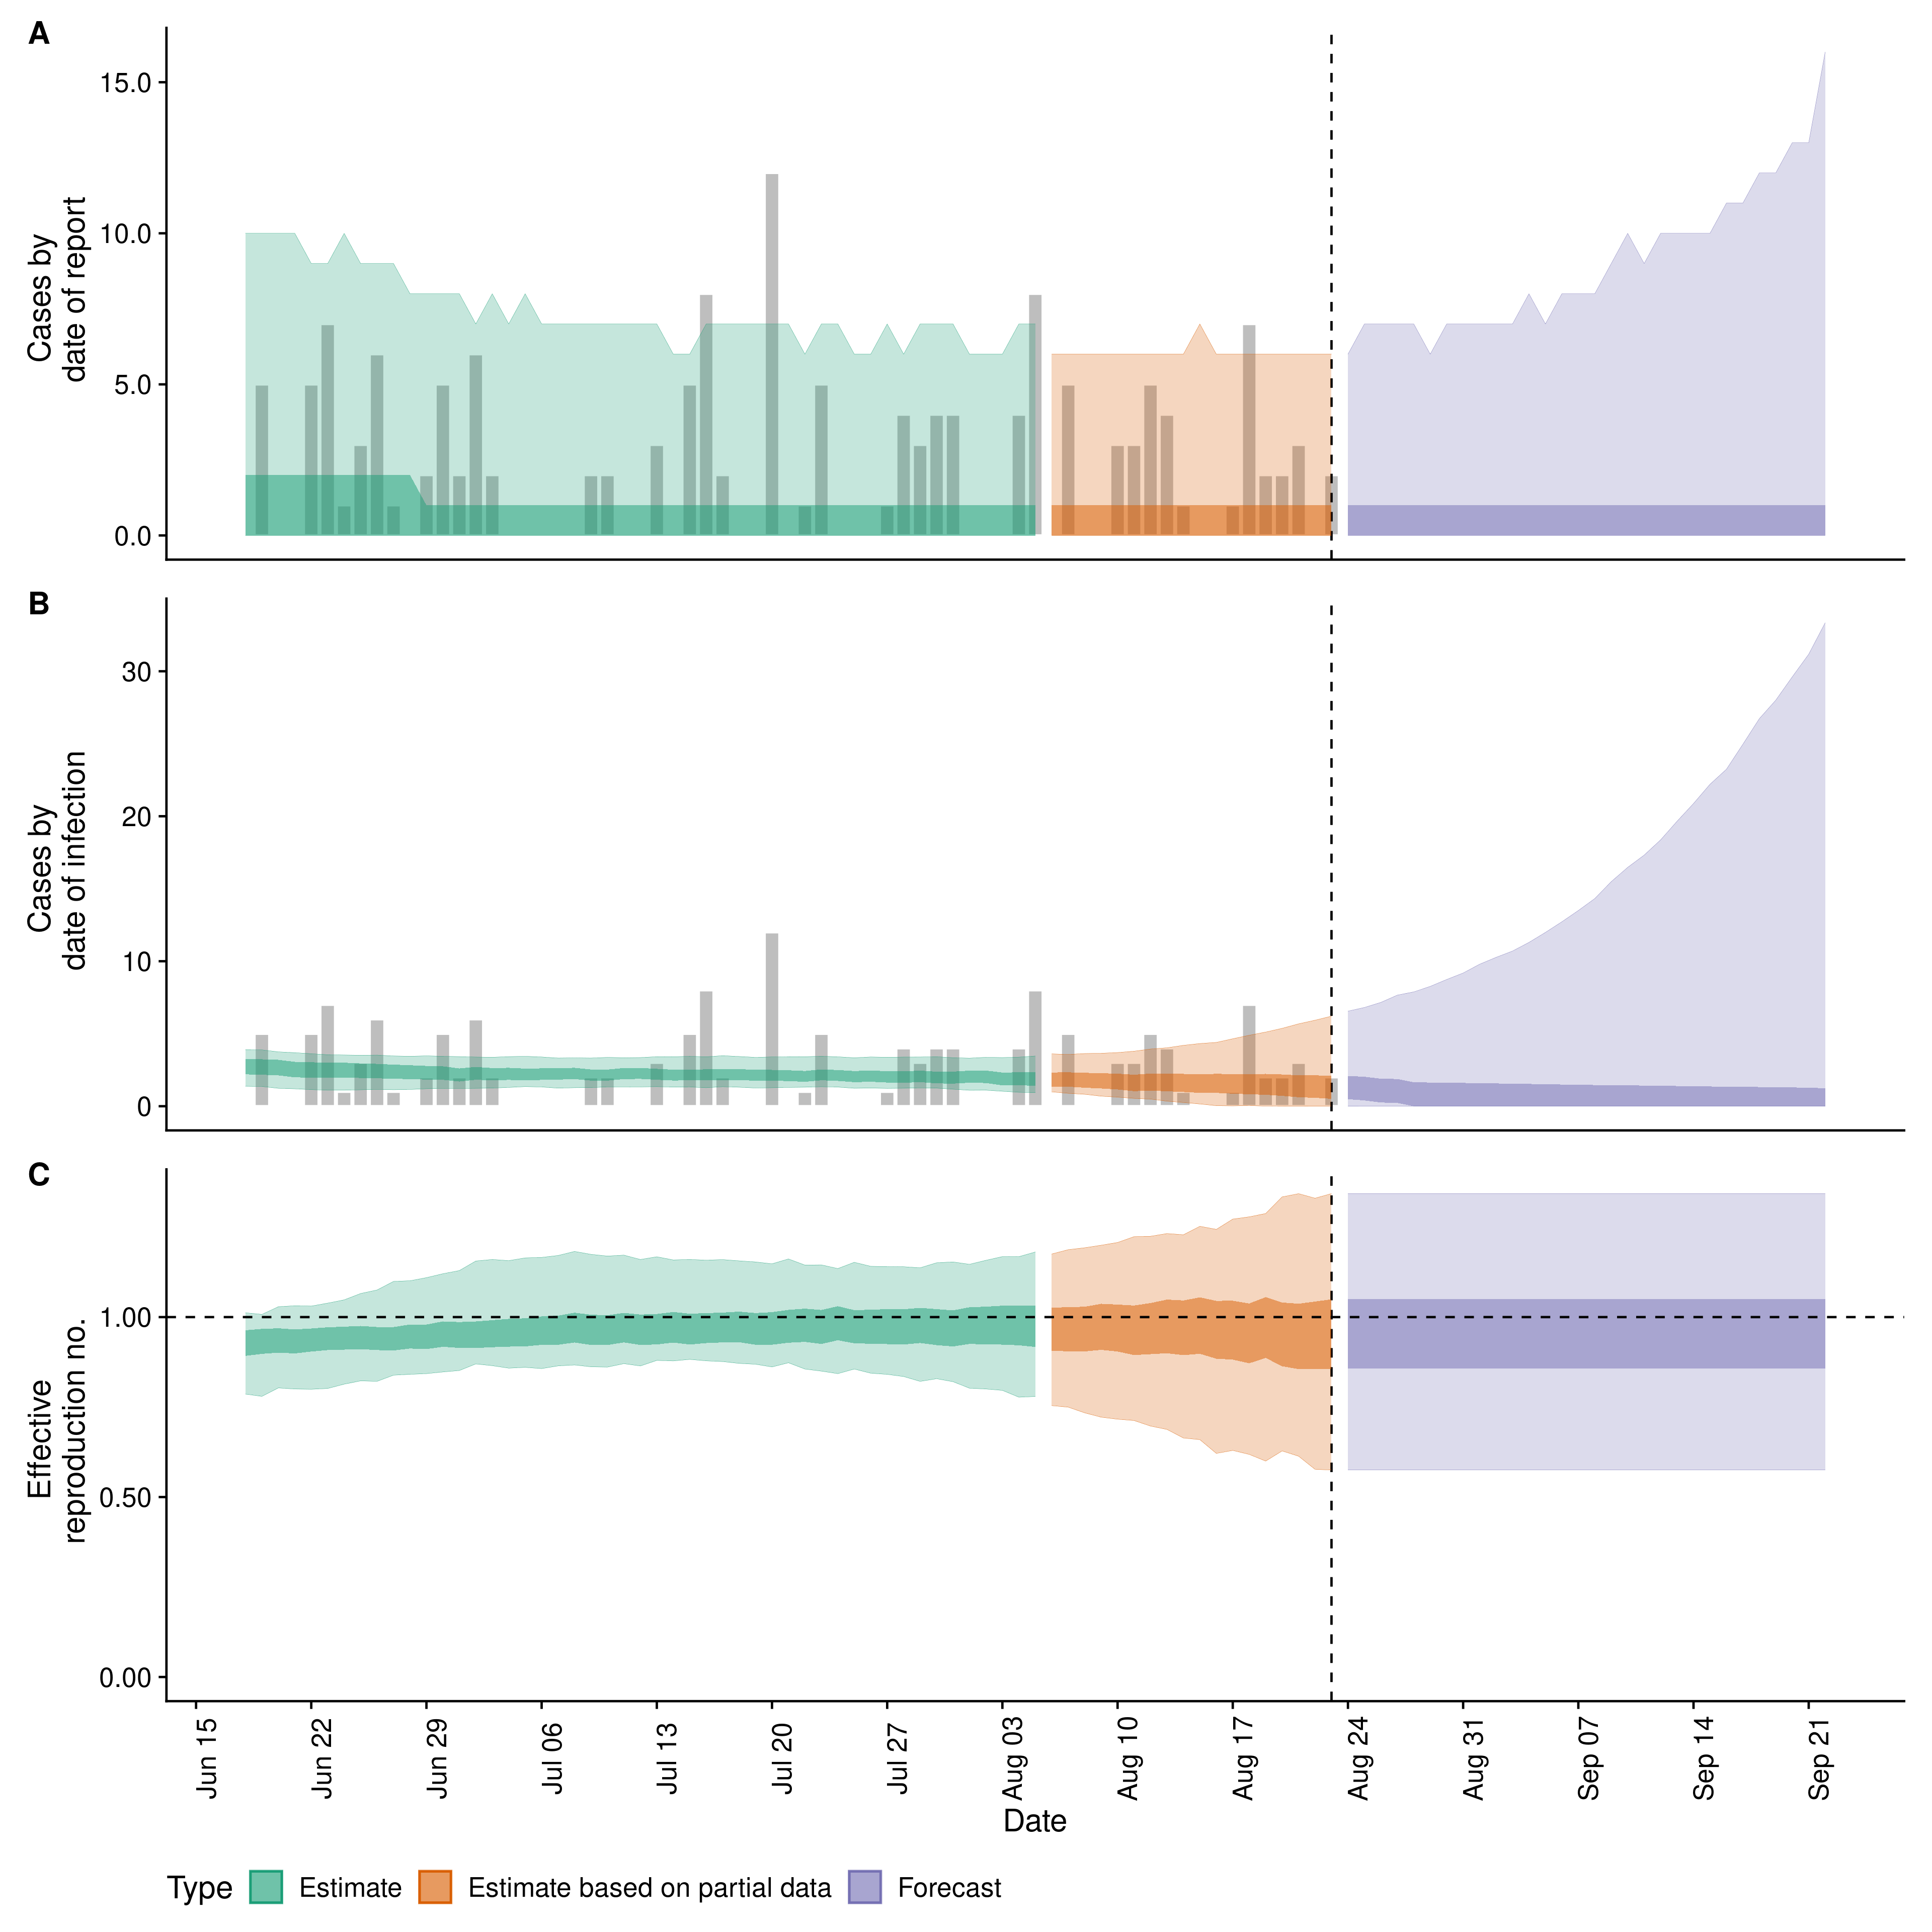 A
Cases by
date of report
15.0
10.0
5.0
0.0
B
Cases by
date of infection
30
20
10
0
C
Effective
reproduction no.
1.00
0.50
0.00
Jun 15
Jun 22
Jun 29
Jul 06
Jul 13
Jul 20
Jul 27
Aug 03
Aug 10
Aug 17
Aug 24
Aug 31
Sep 07
Sep 14
Sep 21
Date
Type Estimate Estimate based on partial data Forecast